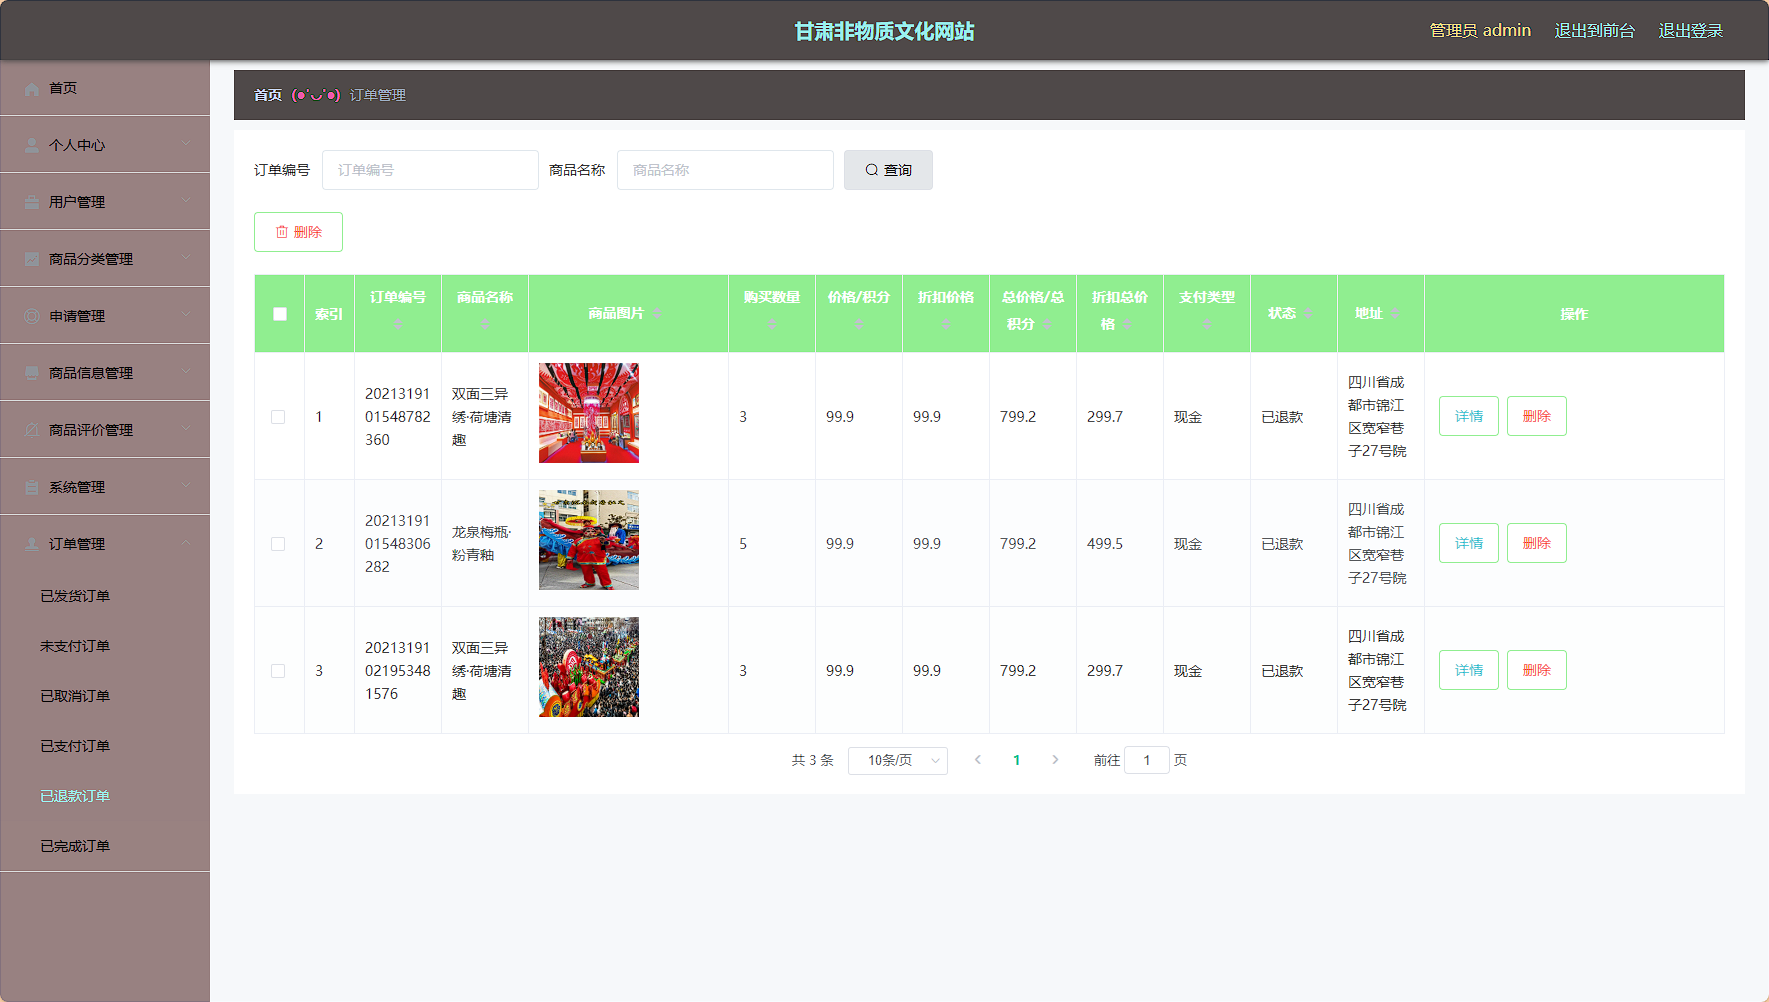 甘肃非物质文化网站
管理员 admin
退出到前台
退出登录
首页
个人中心
用户管理
商品分类管理
申请管理
商品信息管理
商品评价管理
系统管理
订单管理
已发货订单
未支付订单
已取消订单
已支付订单
已退款订单
已完成订单
首页 (●'◡'●) 订单管理
订单编号 订单编号 商品名称 商品名称 查询
删除
索引 订单编号 商品名称 商品图片 购买数量 价格/积分 折扣价格 总价格/总
积分 折扣总价
格 支付类型 状态 地址 操作
1
20213191
01548782
360
双面三异
绣·荷塘清
趣
3 99.9 99.9 799.2 299.7 现金 已退款
四川省成
都市锦江
区宽窄巷
子27号院
详情 删除
2
20213191
01548306
282
龙泉梅瓶·
粉青釉
5 99.9 99.9 799.2 499.5 现金 已退款
四川省成
都市锦江
区宽窄巷
子27号院
详情 删除
3
20213191
02195348
1576
双面三异
绣·荷塘清
趣
3 99.9 99.9 799.2 299.7 现金 已退款
四川省成
都市锦江
区宽窄巷
子27号院
详情 删除
共 3 条 10条/页 1 前往 1 页